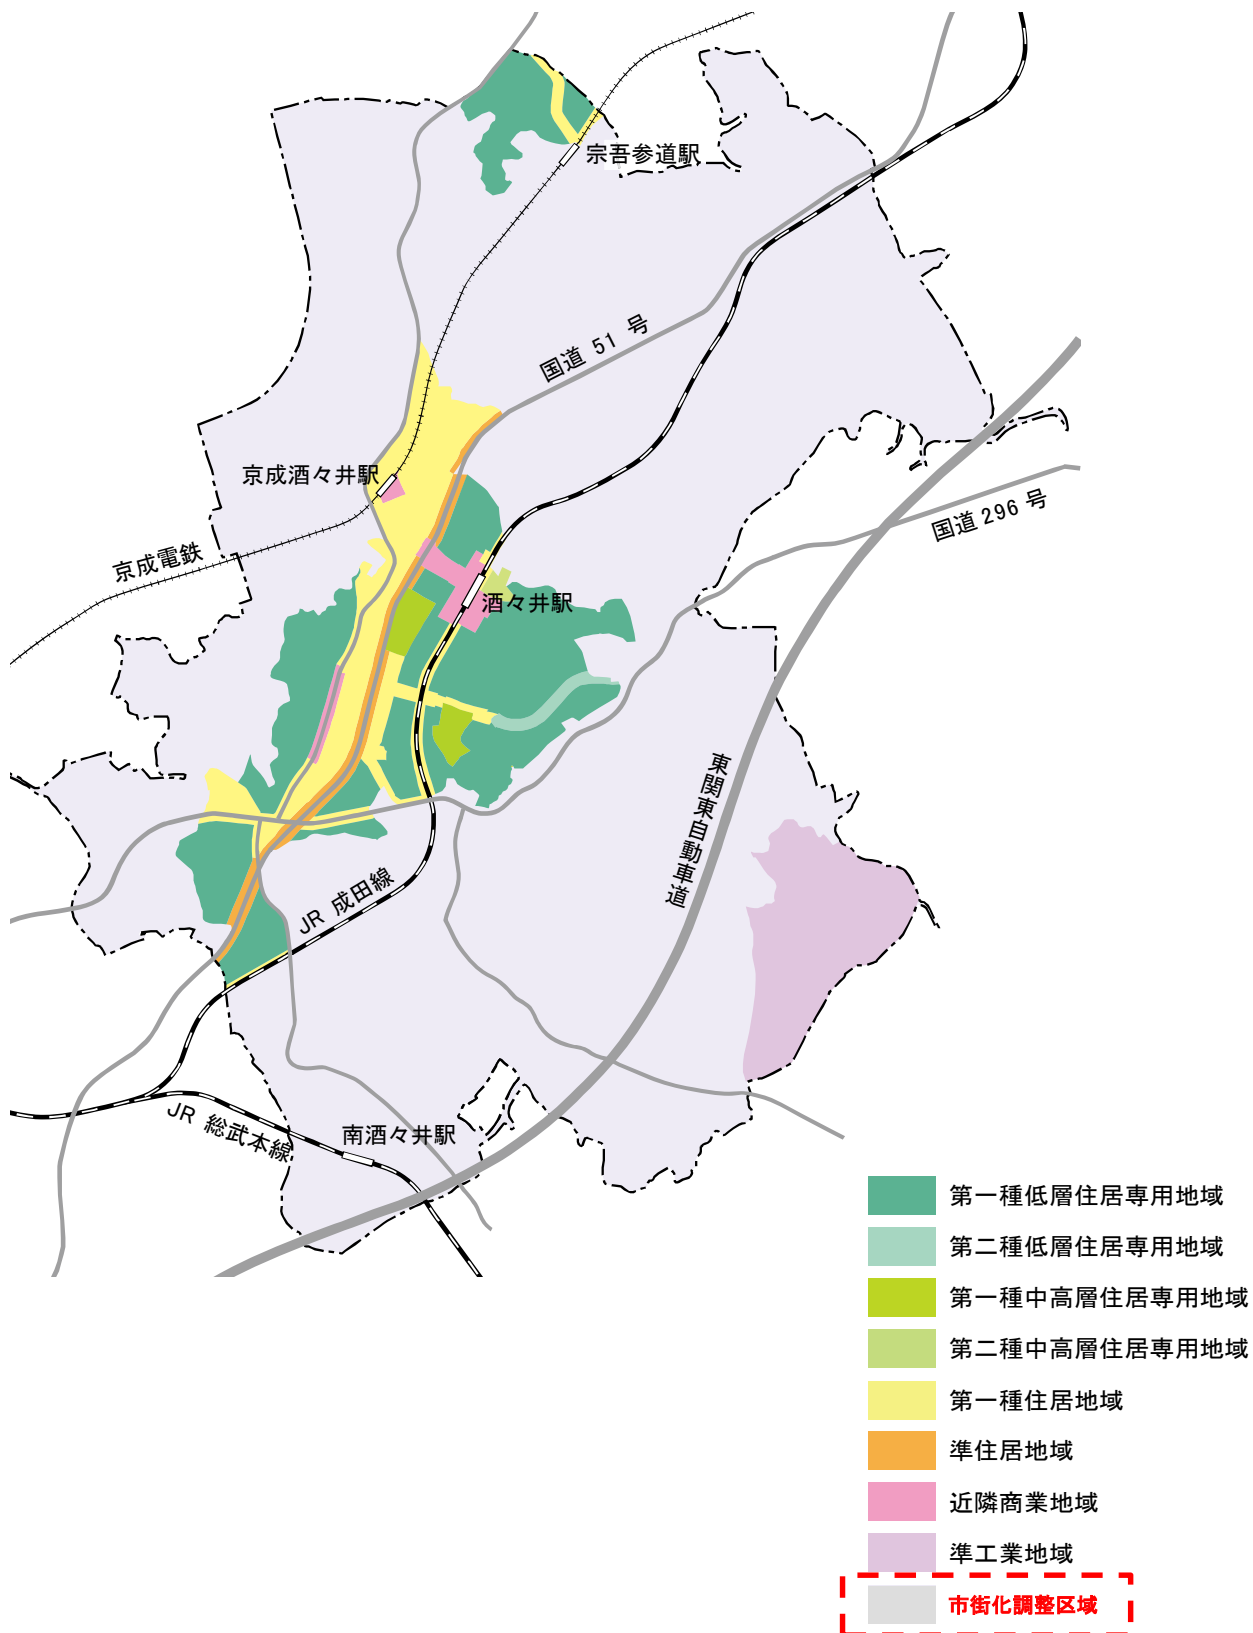 宗吾参道駅
国道 51 号
京成酒々井駅
国道 296 号
京成電鉄
酒々井駅
東関東自動車道
JR 成田線
JR 総武本線
南酒々井駅
第一種低層住居専用地域
第二種低層住居専用地域
第一種中高層住居専用地域
第二種中高層住居専用地域
第一種住居地域
準住居地域
近隣商業地域
準工業地域
市街化調整区域